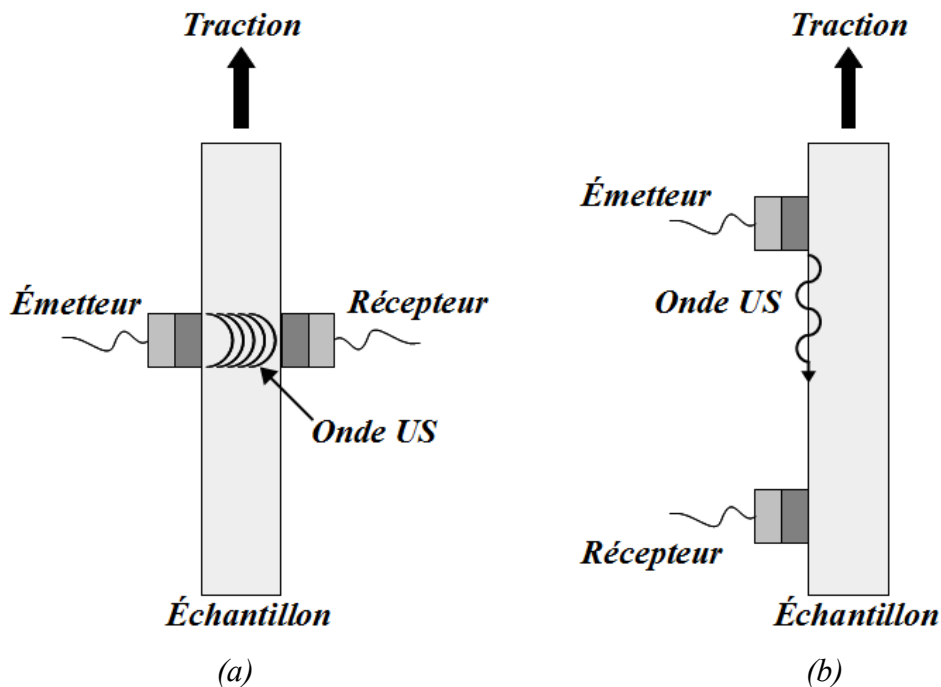 Traction
Émetteur
Récepteur
Onde US
Échantillon
(a)
Traction
Émetteur
Onde US
Récepteur
Échantillon
(b)